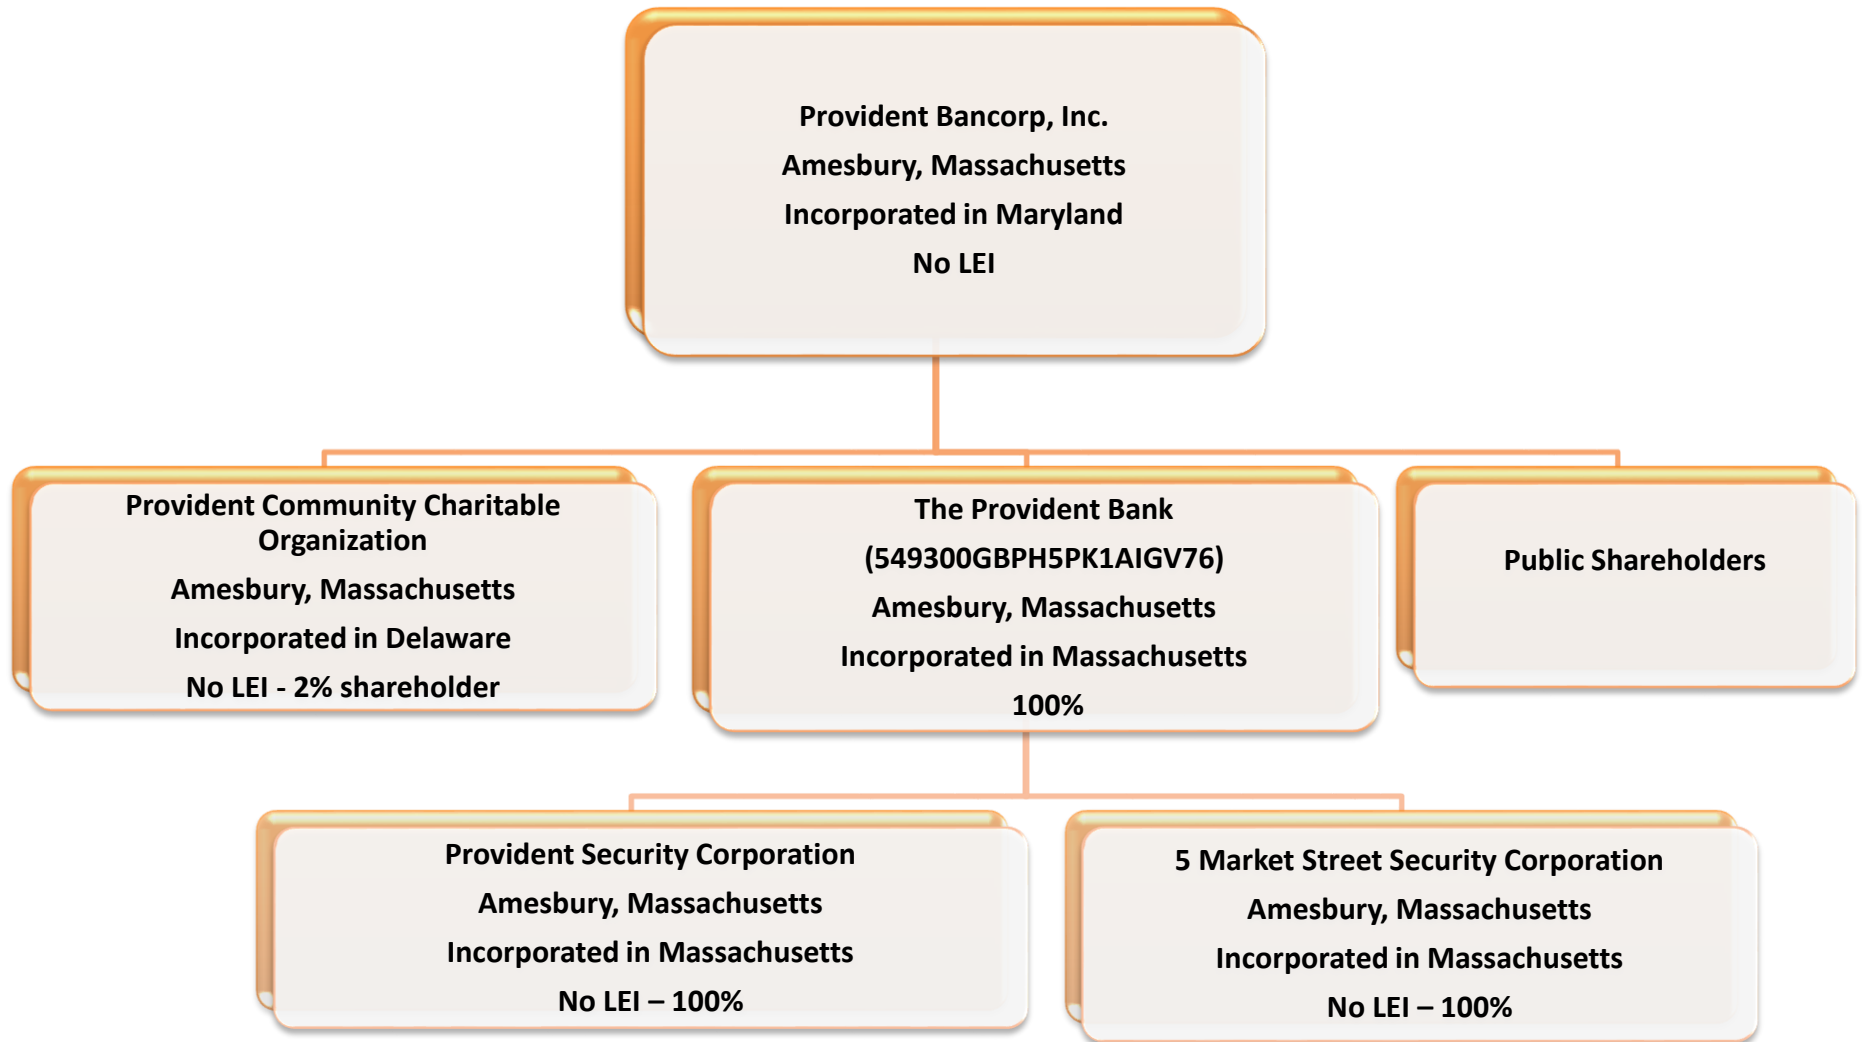 Provident Bancorp, Inc.
Amesbury, Massachusetts
Incorporated in Maryland
No LEI
Provident Community Charitable
Organization
Amesbury, Massachusetts
Incorporated in Delaware
No LEI - 2% shareholder
The Provident Bank
(549300GBPH5PK1AIGV76)
Amesbury, Massachusetts
Incorporated in Massachusetts
100%
Public Shareholders
Provident Security Corporation
Amesbury, Massachusetts
Incorporated in Massachusetts
No LEI – 100%
5 Market Street Security Corporation
Amesbury, Massachusetts
Incorporated in Massachusetts
No LEI – 100%